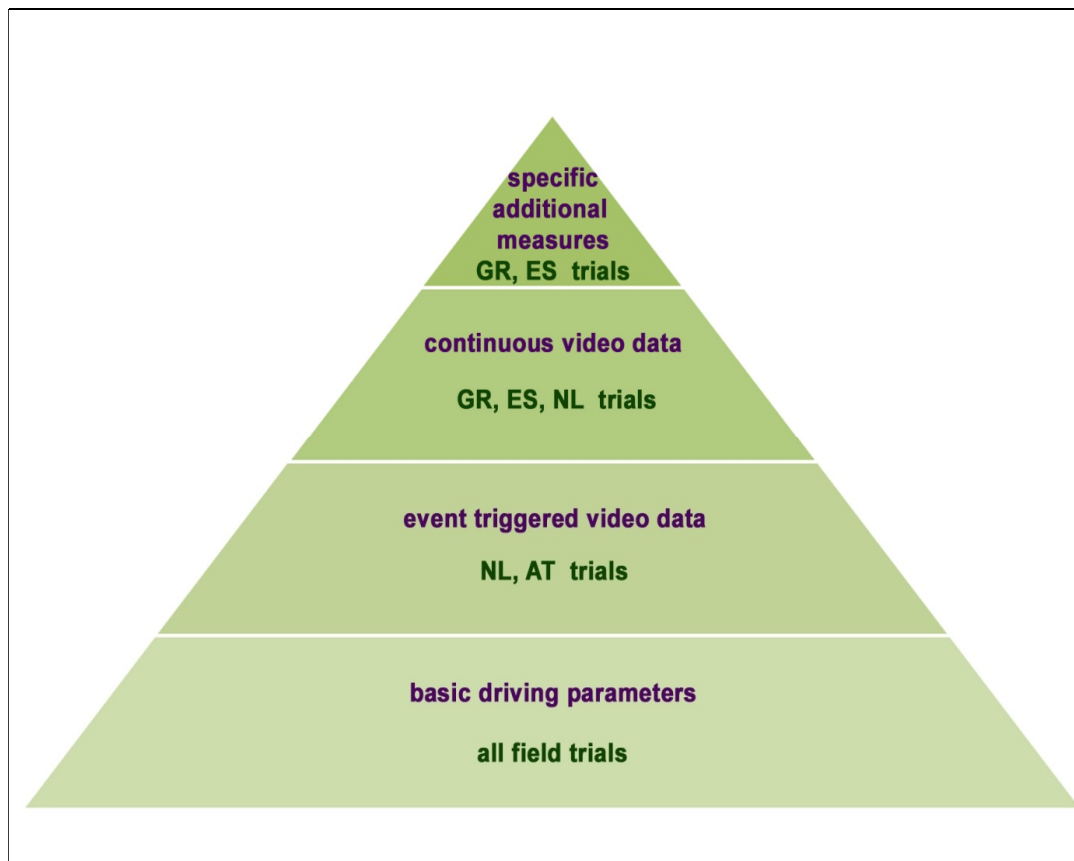 specific
additional
measures
GR, ES trials
continuous video data
GR, ES, NL trials
event triggered video data
NL, AT trials
basic driving parameters
all field trials